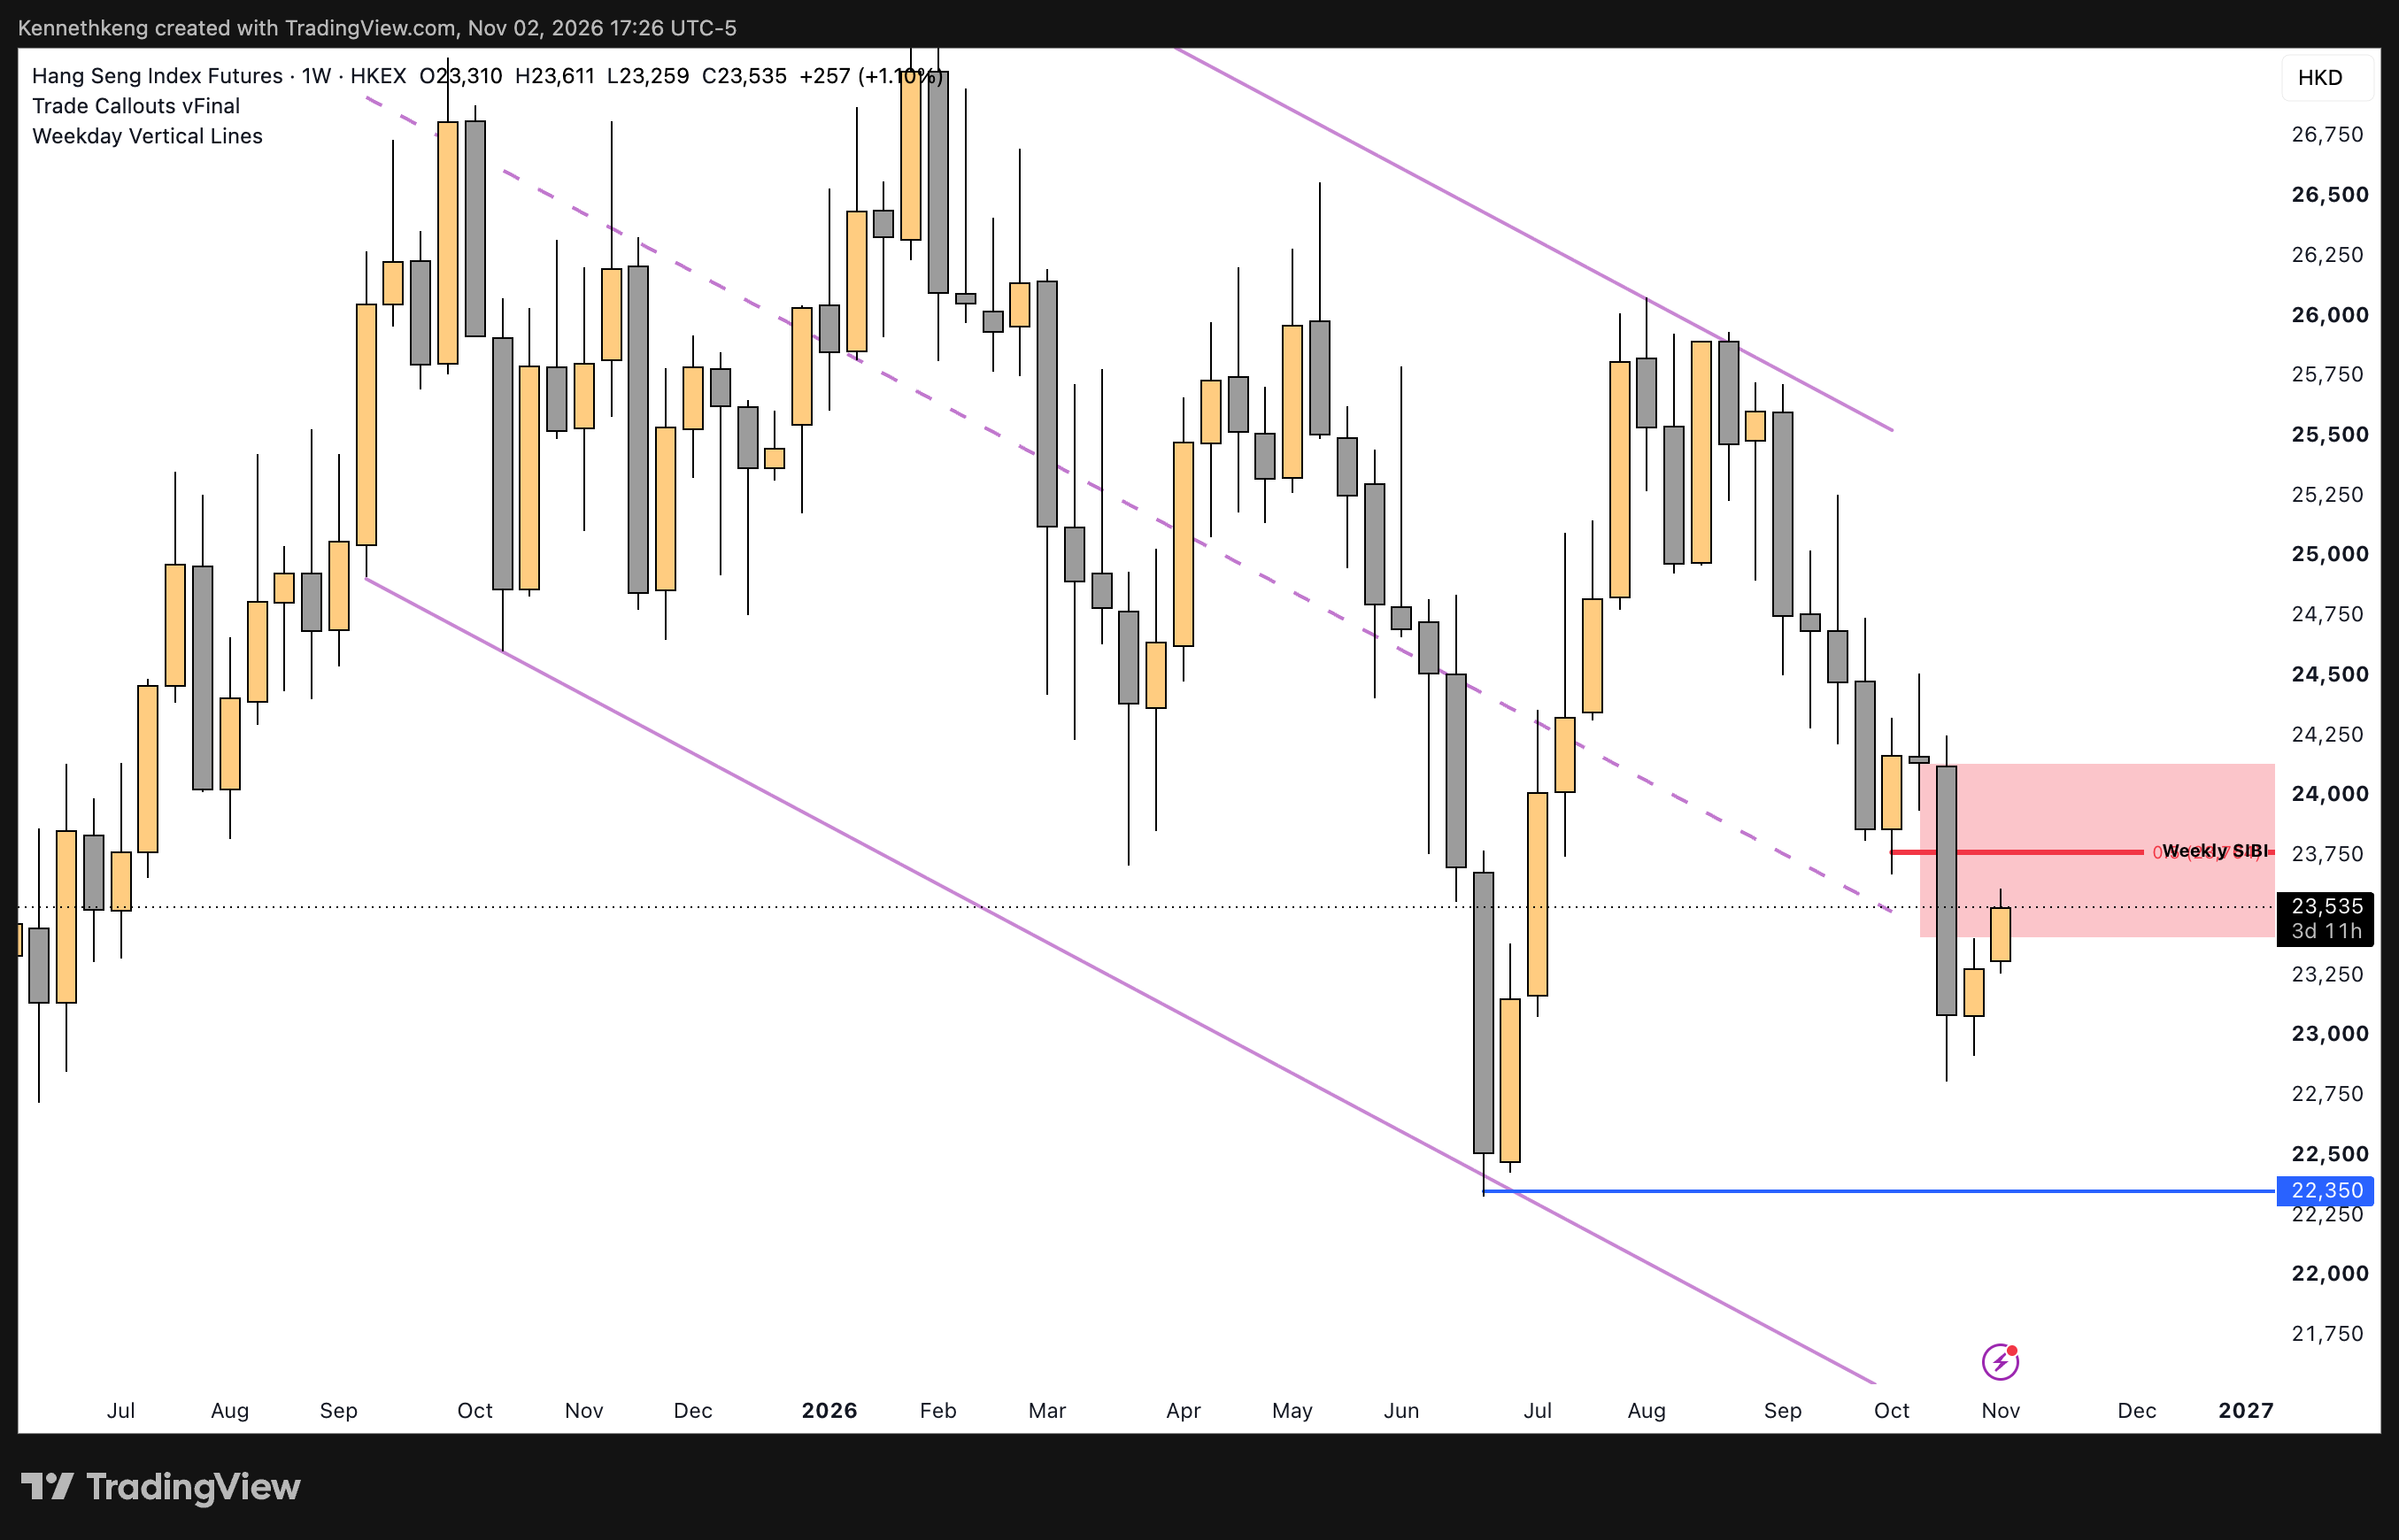 Kennethkeng created with TradingView.com, Nov 02, 2026 17:26 UTC-5
Hang Seng Index Futures · 1W · HKEX O23,310 H23,611 L23,259 C23,535 +257 (+1.10%)
Trade Callouts vFinal
Weekday Vertical Lines
HKD
26,750
26,500
26,250
26,000
25,750
25,500
25,250
25,000
24,750
24,500
24,250
24,000
23,750
Weekly SIBI
23,535
3d 11h
23,250
23,000
22,750
22,500
22,350
22,250
22,000
21,750
Jul Aug Sep Oct Nov Dec 2026 Feb Mar Apr May Jun Jul Aug Sep Oct Nov Dec 2027
TradingView